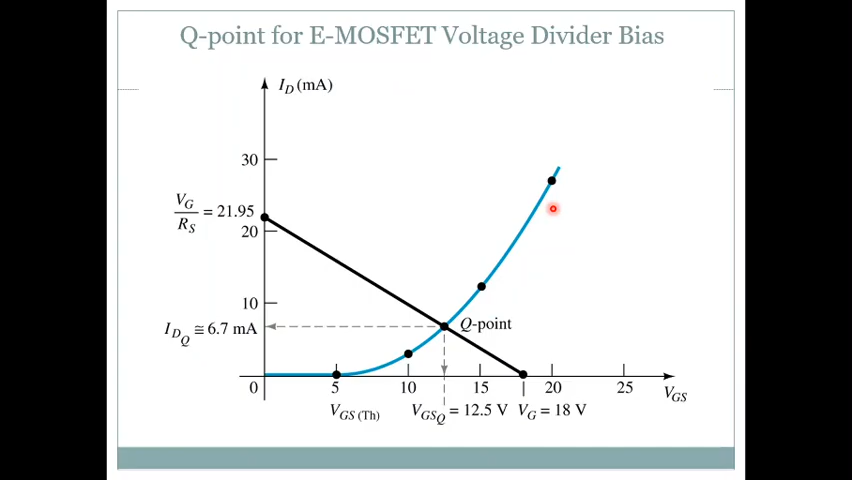 Q-point for E-MOSFET Voltage Divider Bias
I_D (mA)
30
V_G
R_S
= 21.95
20
10
Q-point
I_DQ ≅ 6.7 mA
0
5
10
15
20
25
V_GS
V_GS (Th)
V_GSQ = 12.5 V
V_G = 18 V